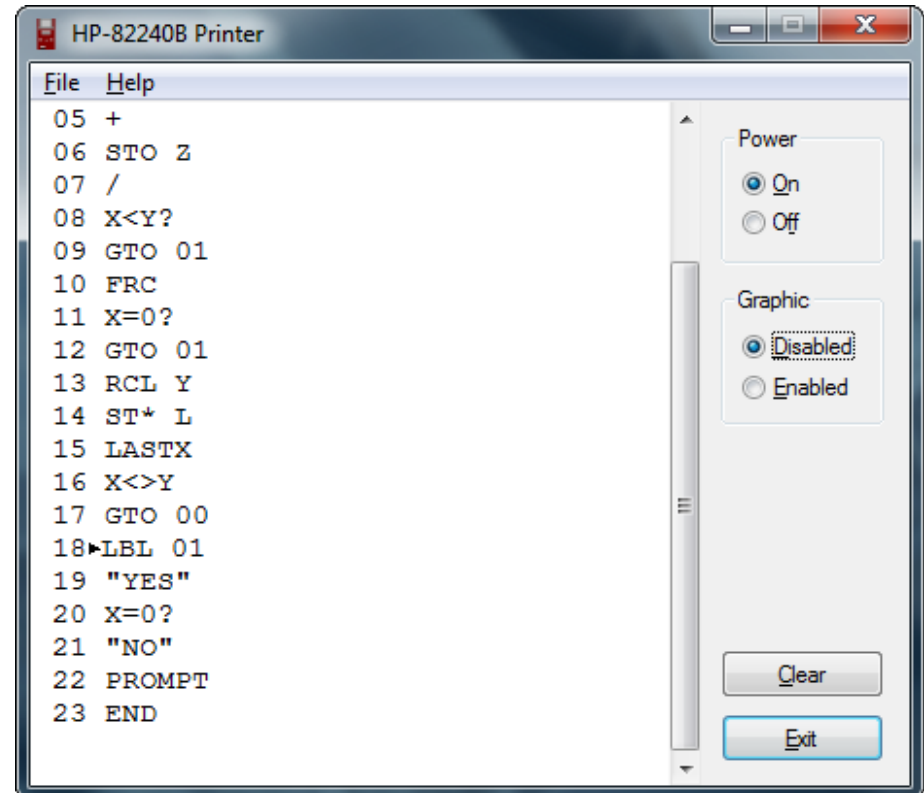 HP-82240B Printer
File Help
05 +
06 STO Z
07 /
08 X<Y?
09 GTO 01
10 FRC
11 X=0?
12 GTO 01
13 RCL Y
14 ST* L
15 LASTX
16 X<>Y
17 GTO 00
18▸LBL 01
19 "YES"
20 X=0?
21 "NO"
22 PROMPT
23 END
Power
On
Off
Graphic
Disabled
Enabled
Clear
Exit